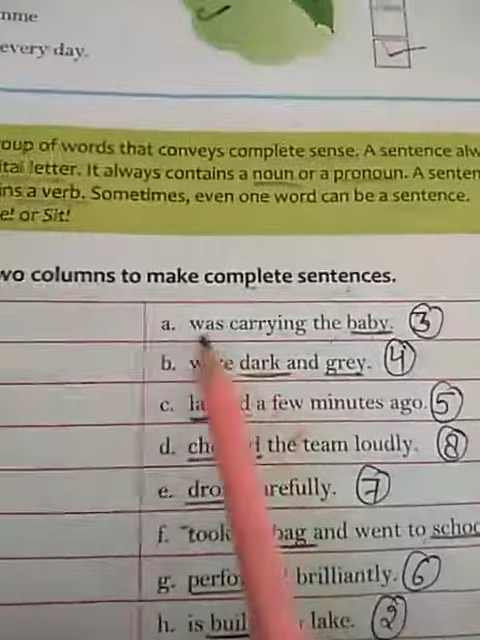 nme
every day.
oup of words that conveys complete sense. A sentence alw
ital letter. It always contains a noun or a pronoun. A senten
ins a verb. Sometimes, even one word can be a sentence.
e! or Sit!
wo columns to make complete sentences.
a. was carrying the baby. 3
b. dark and grey. 4
c. a few minutes ago. 5
d. the team loudly. 8
e. 7
f. took bag and went to schoo
g. brilliantly. 6
h. is lake. 2